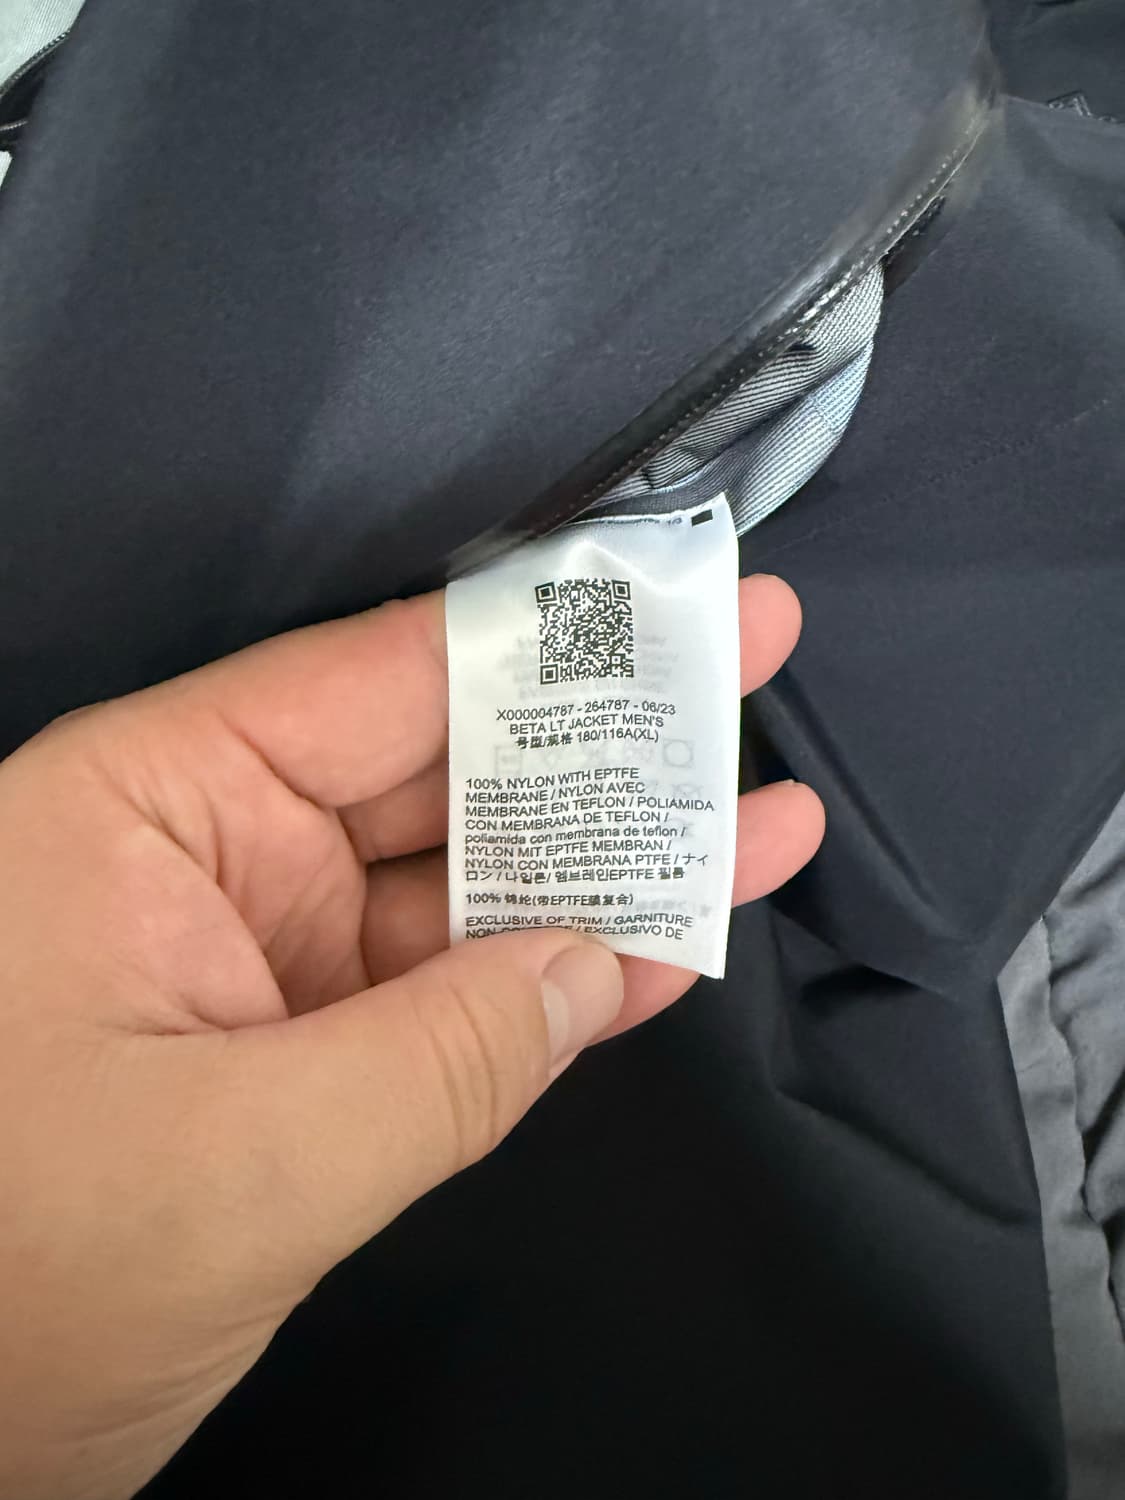 1/3
X000004787 - 264787 - 06/23
BETA LT JACKET MEN'S
号型/规格 180/116A(XL)
100% NYLON WITH EPTFE
MEMBRANE / NYLON AVEC
MEMBRANE EN TEFLON / POLIAMIDA
CON MEMBRANA DE TEFLON /
poliamida con membrana de teflon /
NYLON MIT EPTFE MEMBRAN /
NYLON CON MEMBRANA PTFE / ナイ
ロン / 나일론/ 멤브레인EPTFE 필름
100% 锦纶(带EPTFE膜复合)
EXCLUSIVE OF TRIM / GARNITURE
/ EXCLUSIVO DE